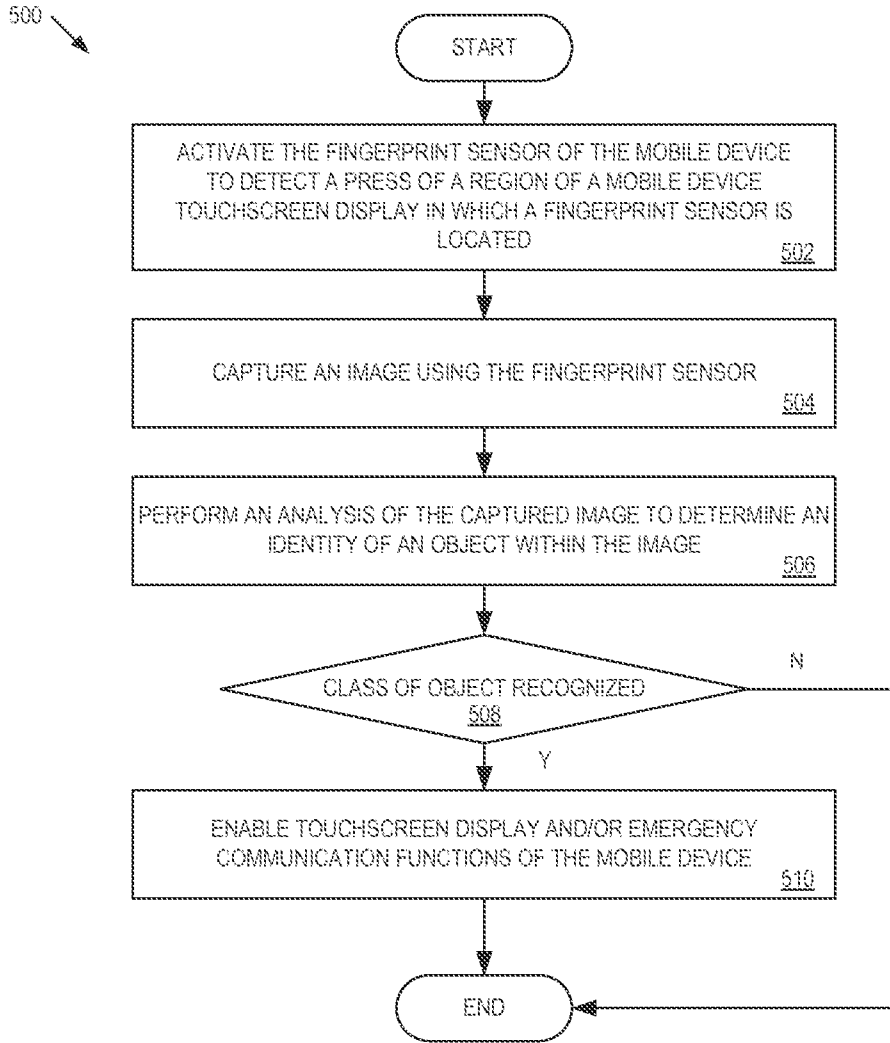 500
START
ACTIVATE THE FINGERPRINT SENSOR OF THE MOBILE DEVICE
TO DETECT A PRESS OF A REGION OF A MOBILE DEVICE
TOUCHSCREEN DISPLAY IN WHICH A FINGERPRINT SENSOR IS
LOCATED
502
CAPTURE AN IMAGE USING THE FINGERPRINT SENSOR
504
PERFORM AN ANALYSIS OF THE CAPTURED IMAGE TO DETERMINE AN
IDENTITY OF AN OBJECT WITHIN THE IMAGE
506
N
CLASS OF OBJECT RECOGNIZED
508
Y
ENABLE TOUCHSCREEN DISPLAY AND/OR EMERGENCY
COMMUNICATION FUNCTIONS OF THE MOBILE DEVICE
510
END